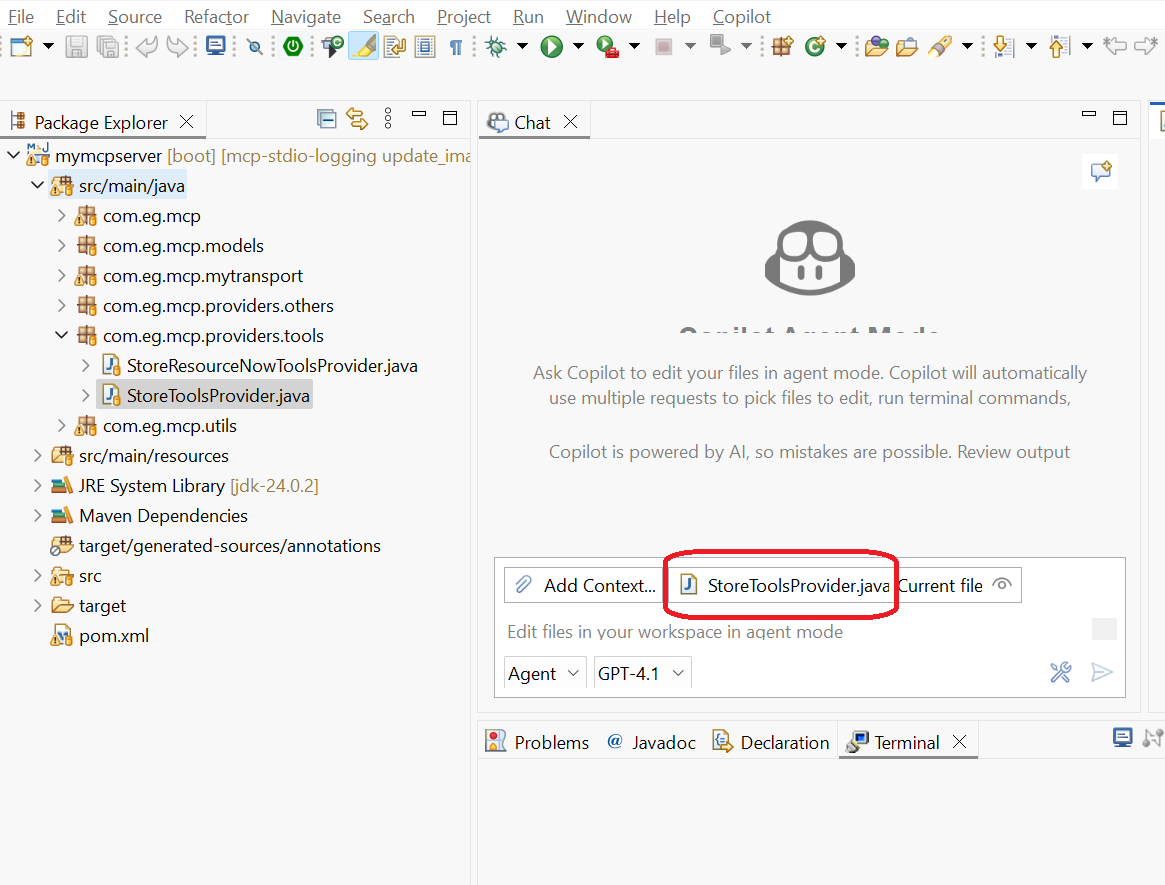 File Edit Source Refactor Navigate Search Project Run Window Help Copilot
Package Explorer
mymcpserver [boot] [mcp-stdio-logging update_ima
src/main/java
com.eg.mcp
com.eg.mcp.models
com.eg.mcp.mytransport
com.eg.mcp.providers.others
com.eg.mcp.providers.tools
StoreResourceNowToolsProvider.java
StoreToolsProvider.java
com.eg.mcp.utils
src/main/resources
JRE System Library [jdk-24.0.2]
Maven Dependencies
target/generated-sources/annotations
src
target
pom.xml
Chat
Copilot Agent Mode
Ask Copilot to edit your files in agent mode. Copilot will automatically
use multiple requests to pick files to edit, run terminal commands,
Copilot is powered by AI, so mistakes are possible. Review output
Add Context... StoreToolsProvider.java Current file
Edit files in your workspace in agent mode
Agent GPT-4.1
Problems @ Javadoc Declaration Terminal